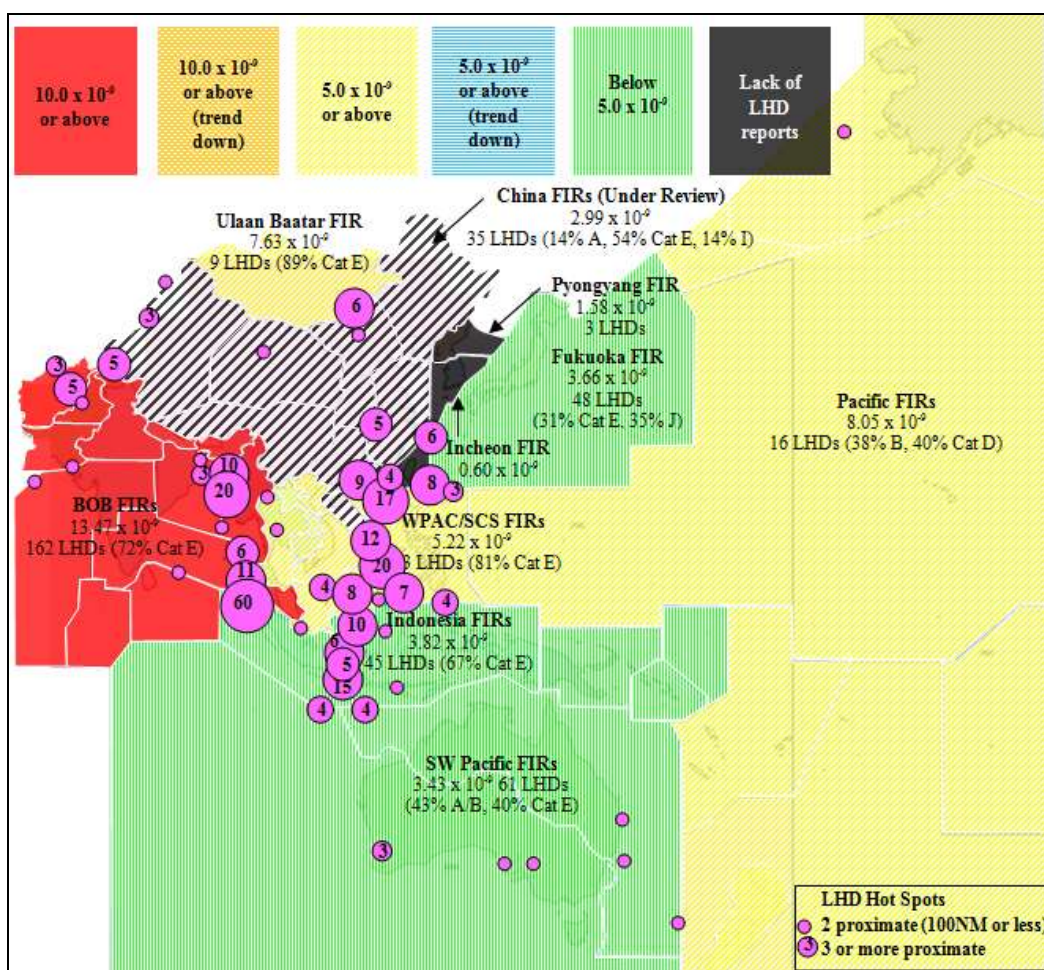 10.0 x 10⁻⁹
or above
10.0 x 10⁻⁹
or above
(trend
down)
5.0 x 10⁻⁹
or above
5.0 x 10⁻⁹
or above
(trend
down)
Below
5.0 x 10⁻⁹
Lack of
LHD
reports
China FIRs (Under Review)
2.99 x 10⁻⁹
35 LHDs (14% A, 54% Cat E, 14% I)
Ulaan Baatar FIR
7.63 x 10⁻⁹
9 LHDs (89% Cat E)
Pyongyang FIR
1.58 x 10⁻⁹
3 LHDs
Fukuoka FIR
3.66 x 10⁻⁹
48 LHDs
(31% Cat E, 35% J)
Incheon FIR
0.60 x 10⁻⁹
Pacific FIRs
8.05 x 10⁻⁹
16 LHDs (38% B, 40% Cat D)
BOB FIRs
13.47 x 10⁻⁹
162 LHDs (72% Cat E)
WPAC/SCS FIRs
5.22 x 10⁻⁹
3 LHDs (81% Cat E)
Indonesia FIRs
3.82 x 10⁻⁹
45 LHDs (67% Cat E)
SW Pacific FIRs
3.43 x 10⁻⁹ 61 LHDs
(43% A/B, 40% Cat E)
6
3
5
3
5
5
6
10
3
20
9
4
17
8
3
12
6
11
20
60
4
8
7
4
10
6
5
15
4
4
3
LHD Hot Spots
2 proximate (100NM or less)
3
3 or more proximate